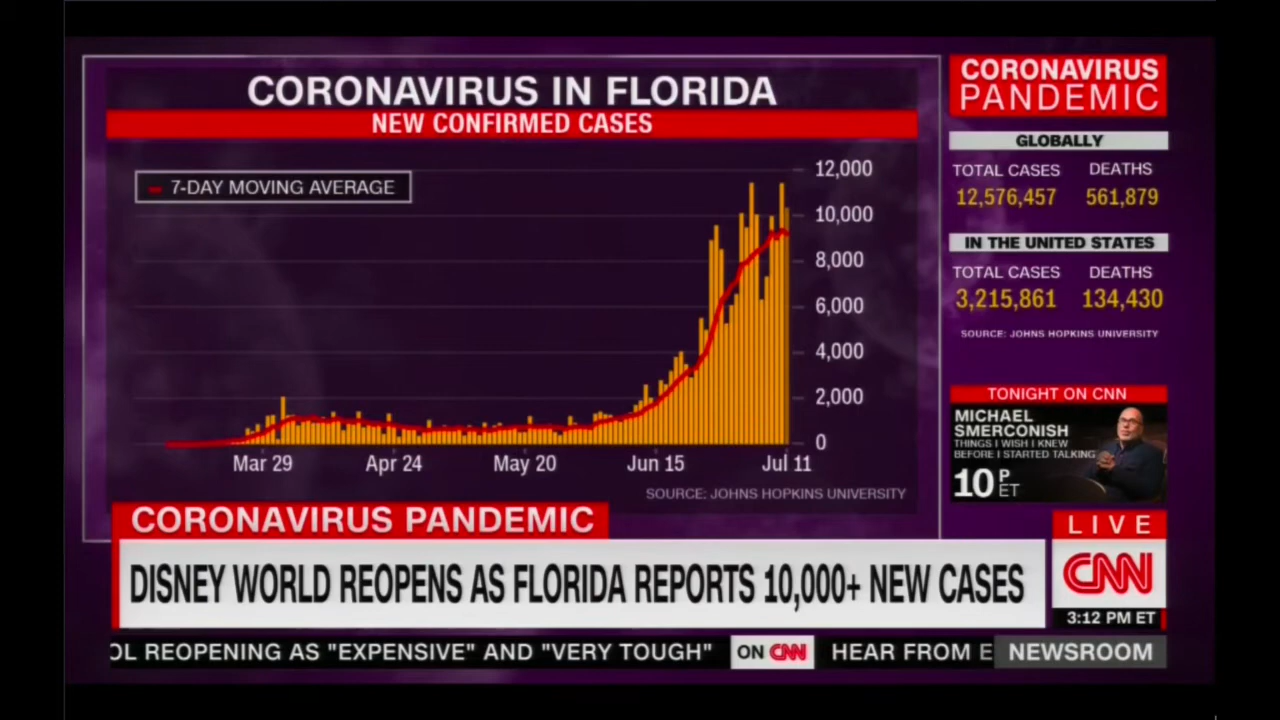 CORONAVIRUS IN FLORIDA
NEW CONFIRMED CASES
7-DAY MOVING AVERAGE
12,000
10,000
8,000
6,000
4,000
2,000
0
Mar 29 Apr 24 May 20 Jun 15 Jul 11
SOURCE: JOHNS HOPKINS UNIVERSITY
CORONAVIRUS
PANDEMIC
GLOBALLY
TOTAL CASES DEATHS
12,576,457 561,879
IN THE UNITED STATES
TOTAL CASES DEATHS
3,215,861 134,430
SOURCE: JOHNS HOPKINS UNIVERSITY
TONIGHT ON CNN
MICHAEL
SMERCONISH
THINGS I WISH I KNEW
BEFORE I STARTED TALKING
10 P ET
CORONAVIRUS PANDEMIC
DISNEY WORLD REOPENS AS FLORIDA REPORTS 10,000+ NEW CASES
LIVE
CNN
3:12 PM ET
OL REOPENING AS "EXPENSIVE" AND "VERY TOUGH" ON CNN HEAR FROM E NEWSROOM